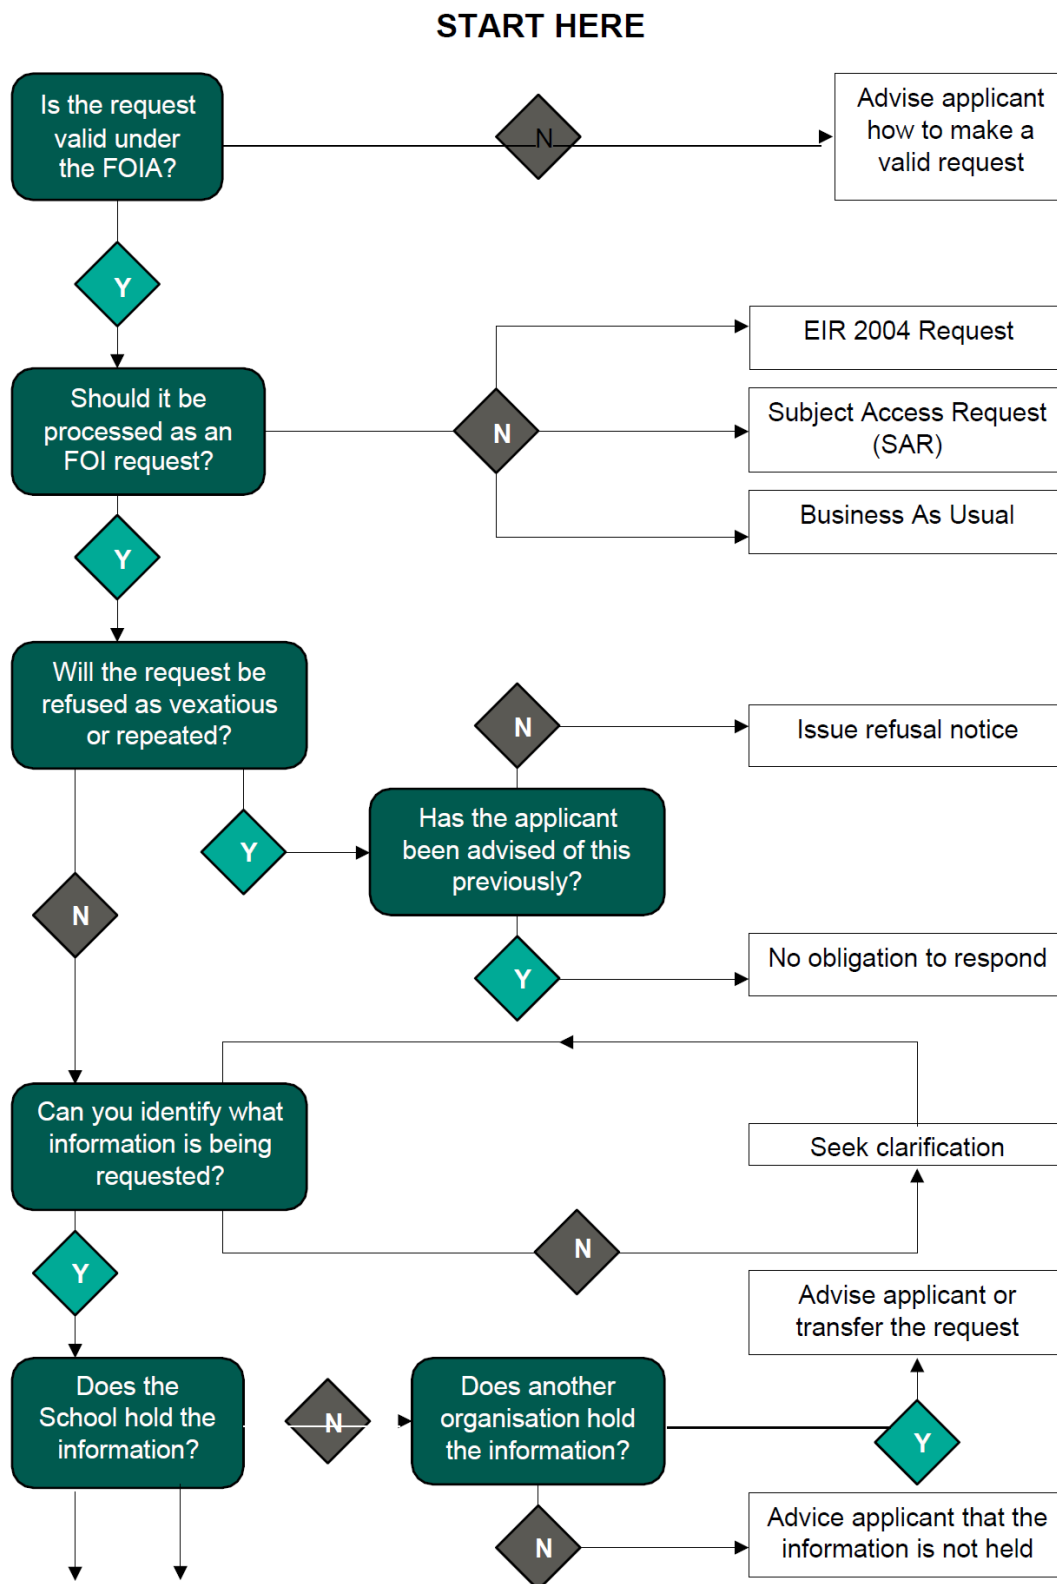 START HERE
Is the request
valid under
the FOIA?
N
Advise applicant
how to make a
valid request
Y
EIR 2004 Request
Should it be
processed as an
FOI request?
N
Subject Access Request
(SAR)
Business As Usual
Y
Will the request be
refused as vexatious
or repeated?
N
Issue refusal notice
Y
Has the applicant
been advised of this
previously?
N
Y
No obligation to respond
Can you identify what
information is being
requested?
Seek clarification
N
Y
Advise applicant or
transfer the request
Does the
School hold the
information?
N
Does another
organisation hold
the information?
Y
N
Advice applicant that the
information is not held